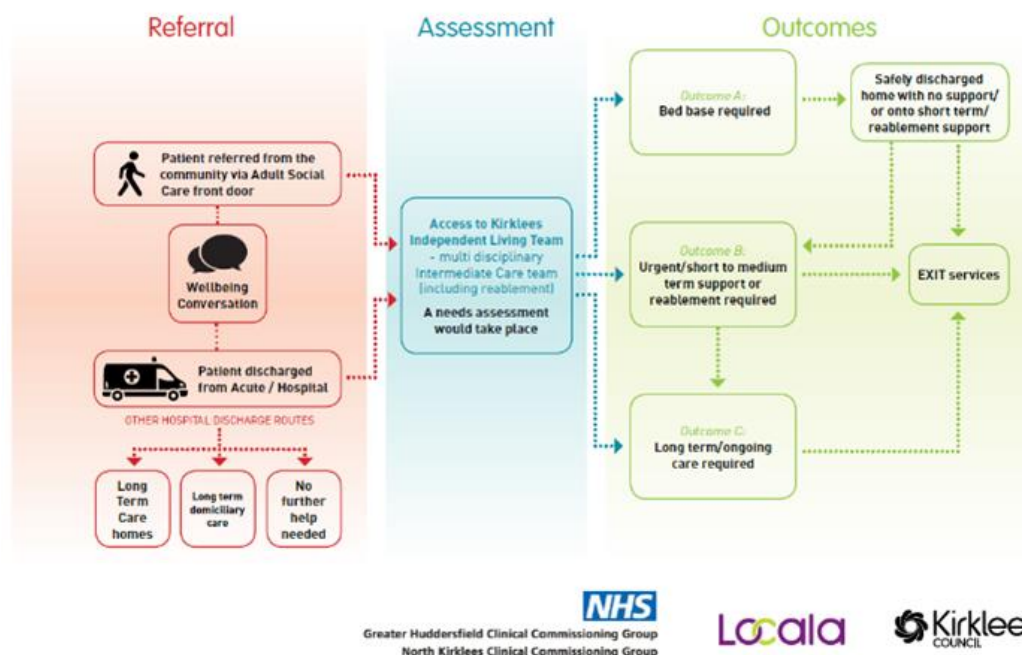 Referral
Assessment
Outcomes
Patient referred from the
community via Adult Social
Care front door
Wellbeing
Conversation
Patient discharged
from Acute / Hospital
OTHER HOSPITAL DISCHARGE ROUTES
Long
Term
Care
homes
Long term
domiciliary
care
No
further
help
needed
Access to Kirklees
Independent Living Team
- multi disciplinary
Intermediate Care team
(including reablement)
A needs assessment
would take place
Outcome A:
Bed base required
Safely discharged
home with no support/
or onto short term/
reablement support
Outcome B:
Urgent/short to medium
term support or
reablement required
EXIT services
Outcome C:
Long term/ongoing
care required
NHS
Greater Huddersfield Clinical Commissioning Group
North Kirklees Clinical Commissioning Group
Locala
Kirklee
COUNCIL